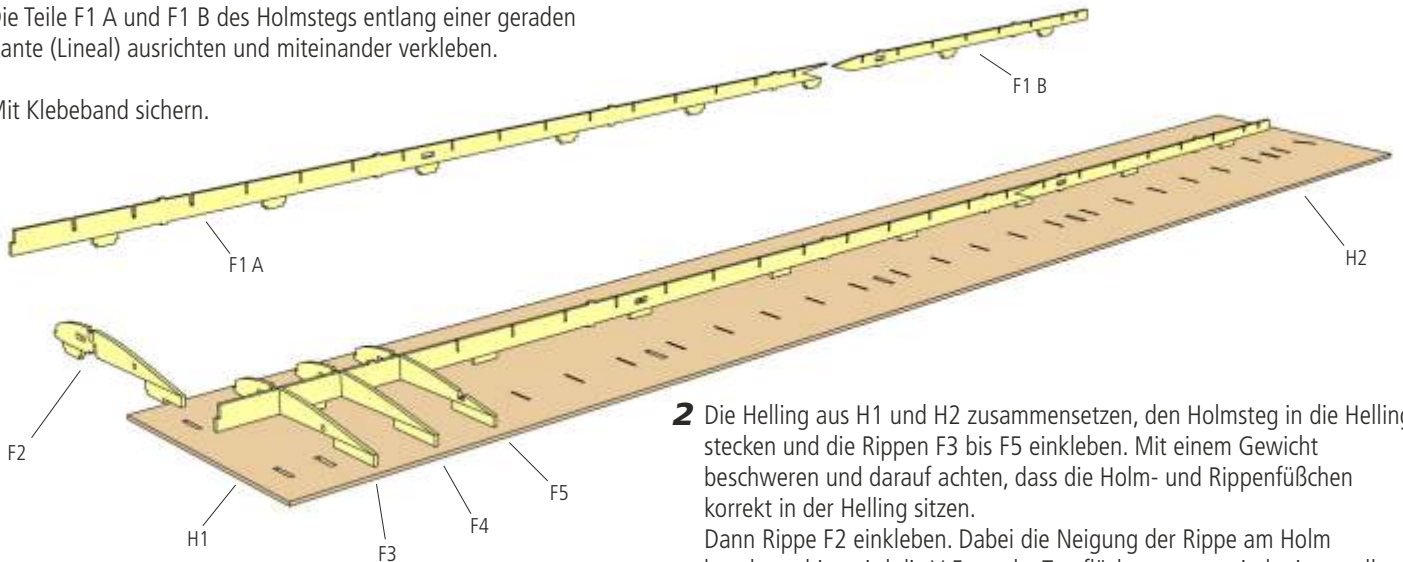 Die Teile F1 A und F1 B des Holmstegs entlang einer geraden
Kante (Lineal) ausrichten und miteinander verkleben.
Mit Klebeband sichern.
F1 B
F1 A
H2
F2
F5
F4
H1
F3
2 Die Helling aus H1 und H2 zusammensetzen, den Holmsteg in die Helling
stecken und die Rippen F3 bis F5 einkleben. Mit einem Gewicht
beschweren und darauf achten, dass die Holm- und Rippenfüßchen
korrekt in der Helling sitzen.
Dann Rippe F2 einkleben. Dabei die Neigung der Rippe am Holm